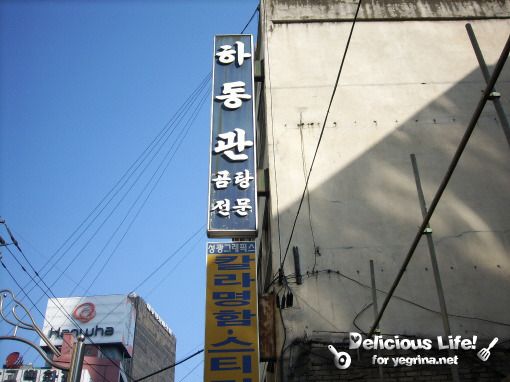 하동관
곰탕
전문
성광그래픽스
칼라명함·스티
Hanwha
Delicious Life!
for yegrina.net